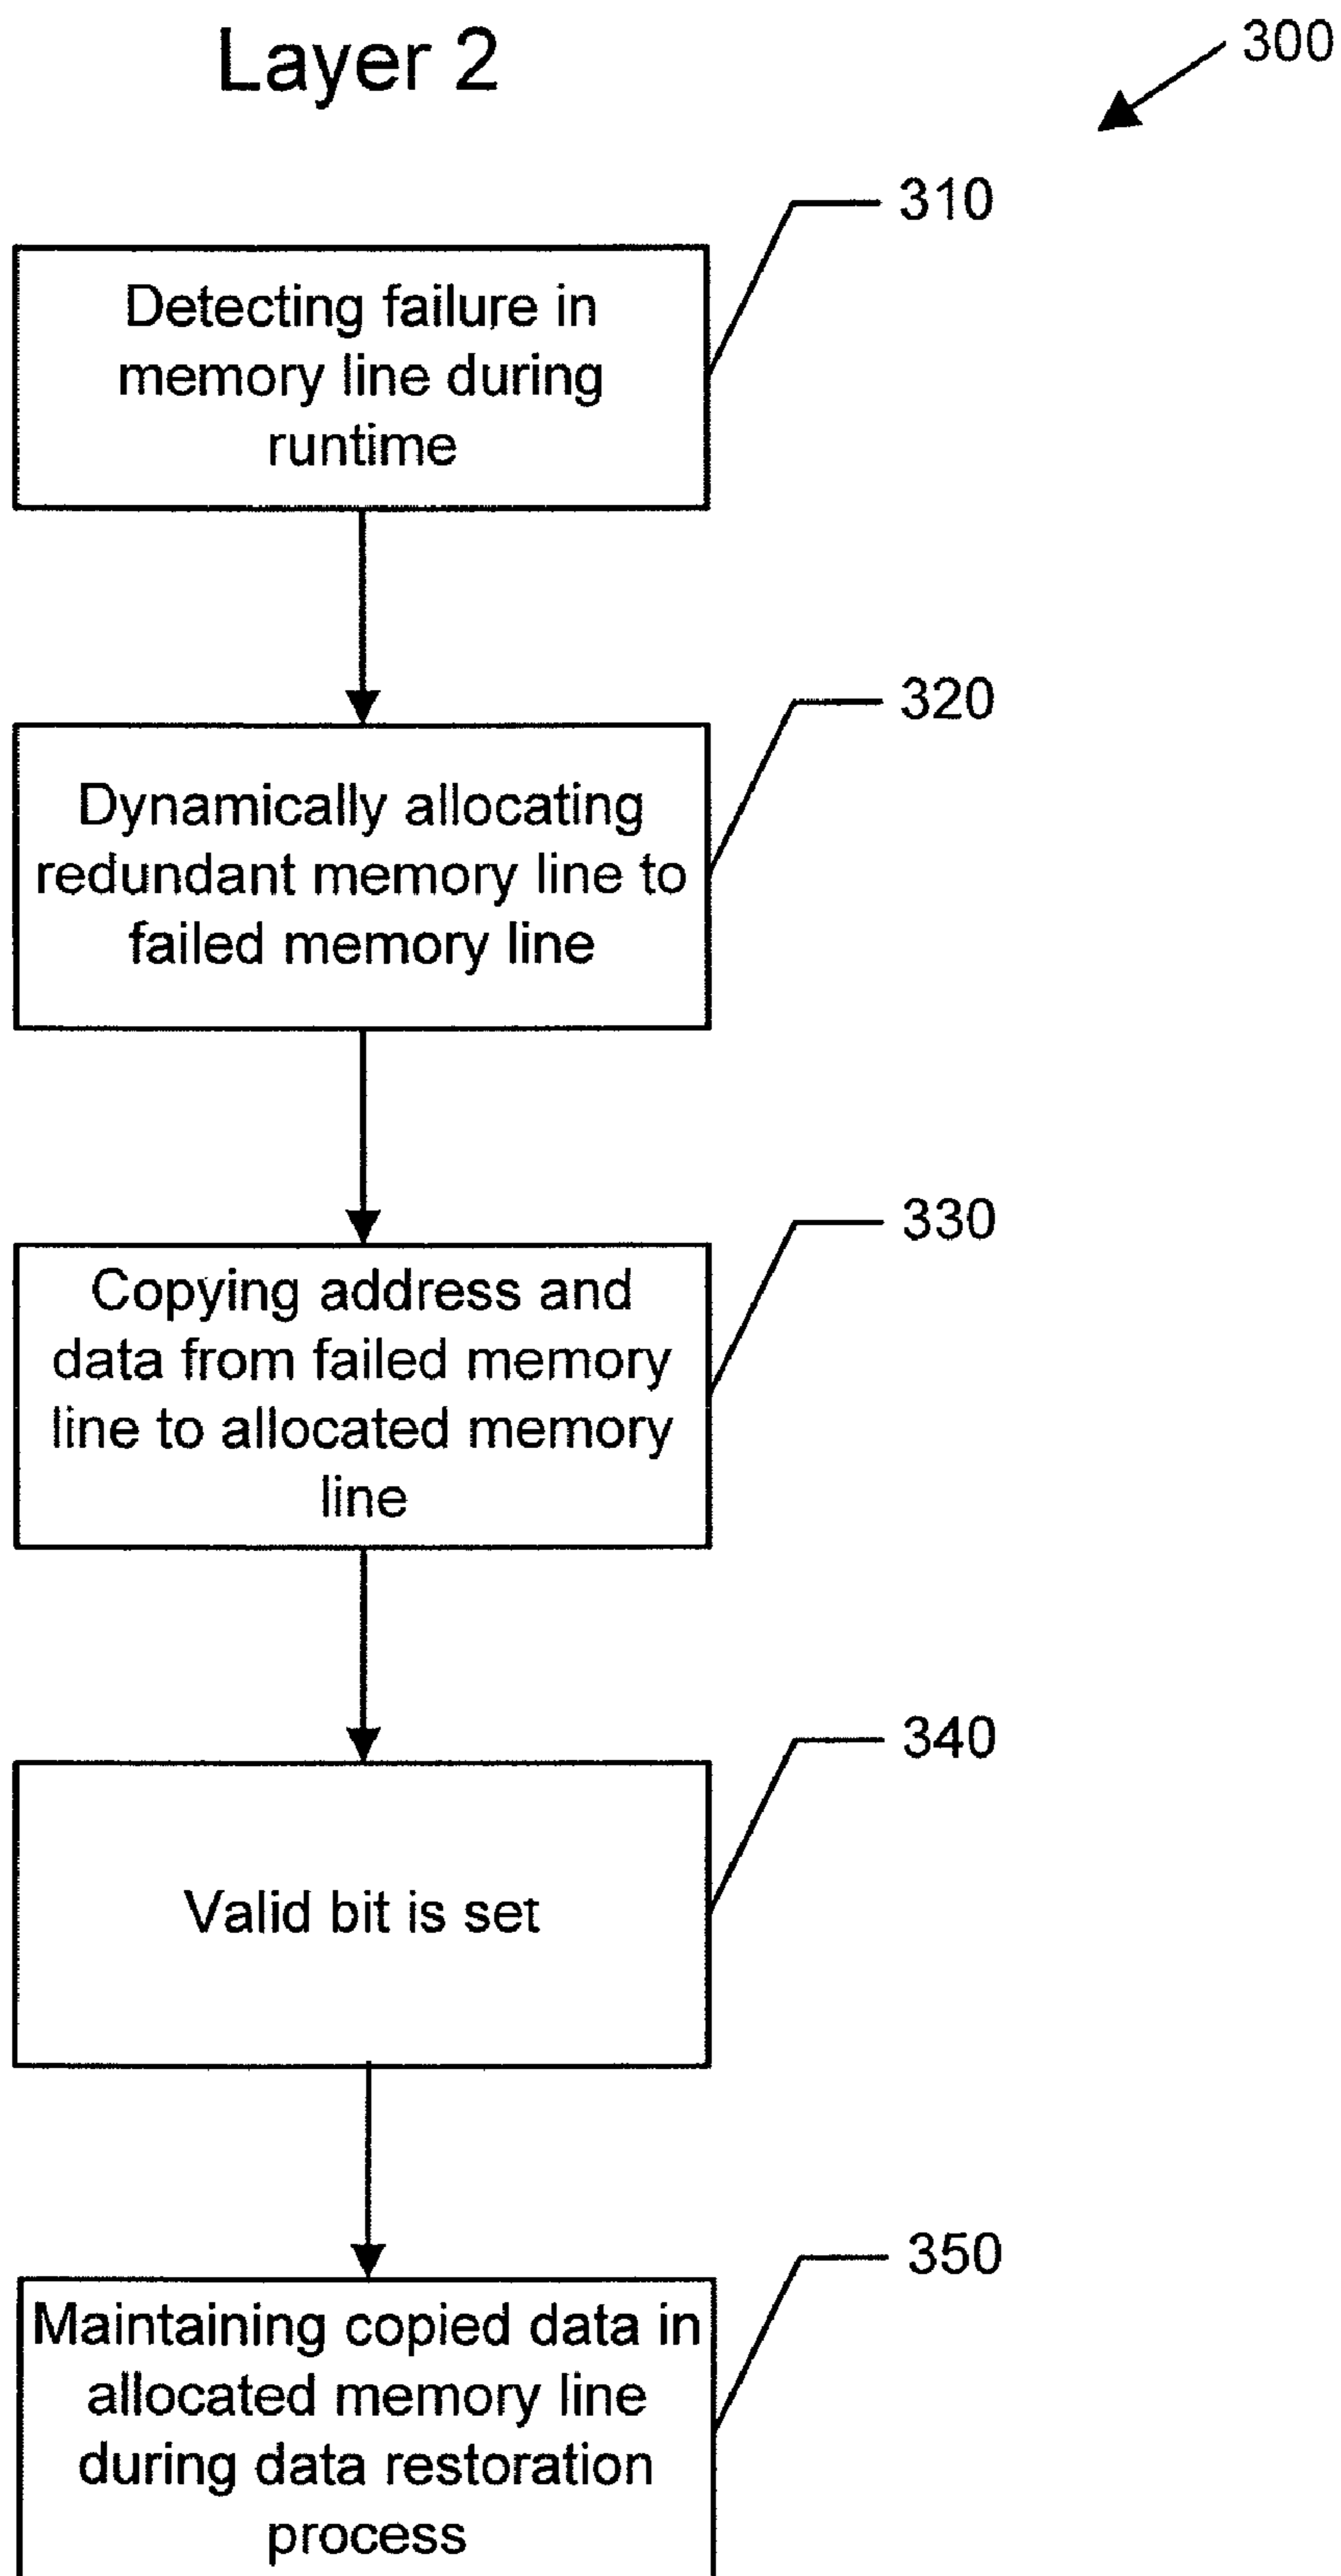 Layer 2
300
310
Detecting failure in
memory line during
runtime
320
Dynamically allocating
redundant memory line to
failed memory line
330
Copying address and
data from failed memory
line to allocated memory
line
340
Valid bit is set
350
Maintaining copied data in
allocated memory line
during data restoration
process